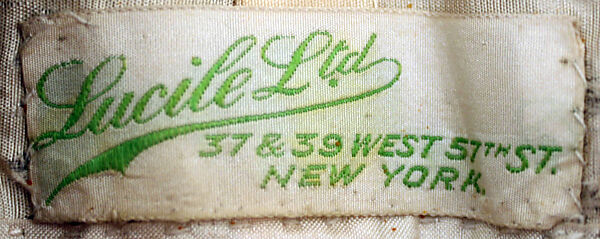 Lucile Ltd
37 & 39 WEST 57TH ST.
NEW YORK.